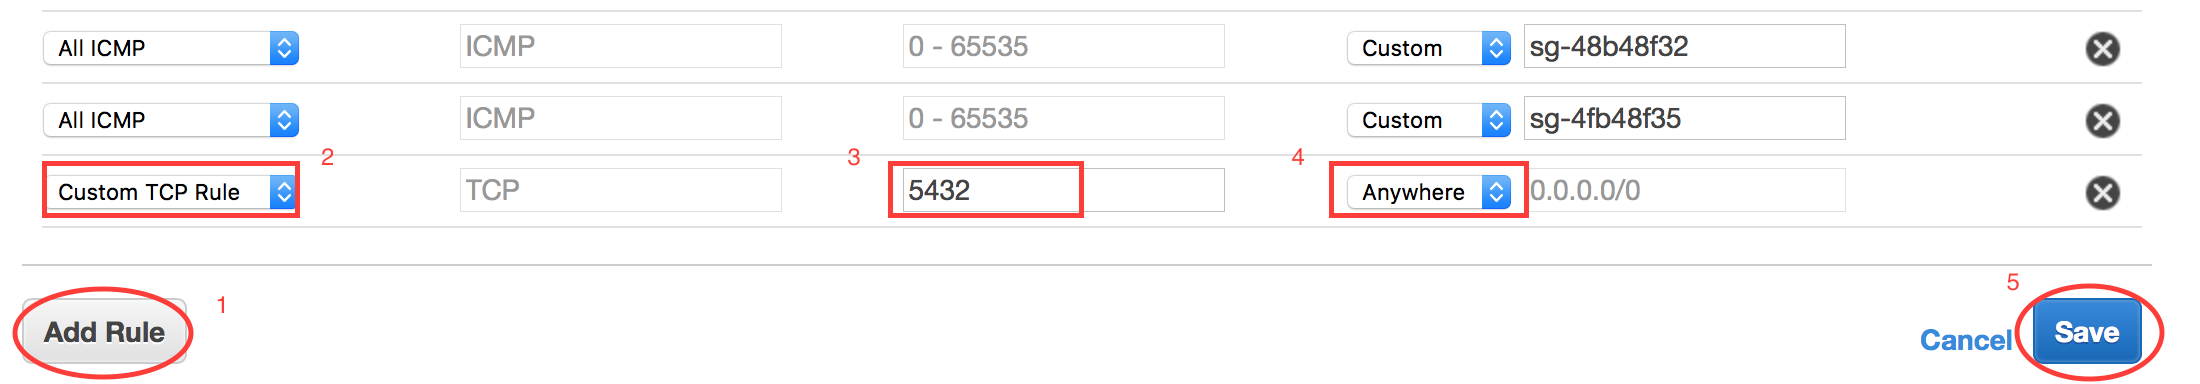 All ICMP ICMP 0 - 65535 Custom sg-48b48f32
All ICMP ICMP 0 - 65535 Custom sg-4fb48f35
2 3 4
Custom TCP Rule TCP 5432 Anywhere 0.0.0.0/0
1 5
Add Rule Cancel Save